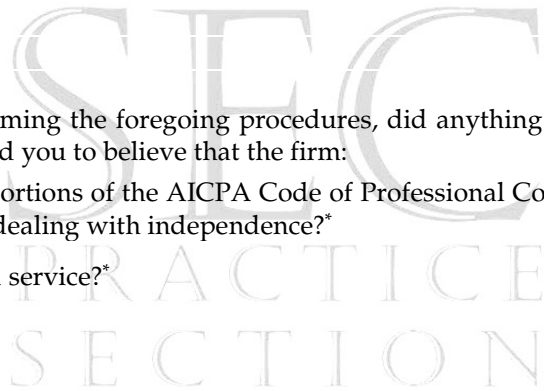 SEC
ming the foregoing procedures, did anything
d you to believe that the firm:
ortions of the AICPA Code of Professional Co
dealing with independence?*
service?*
PRACTICE
SECTION